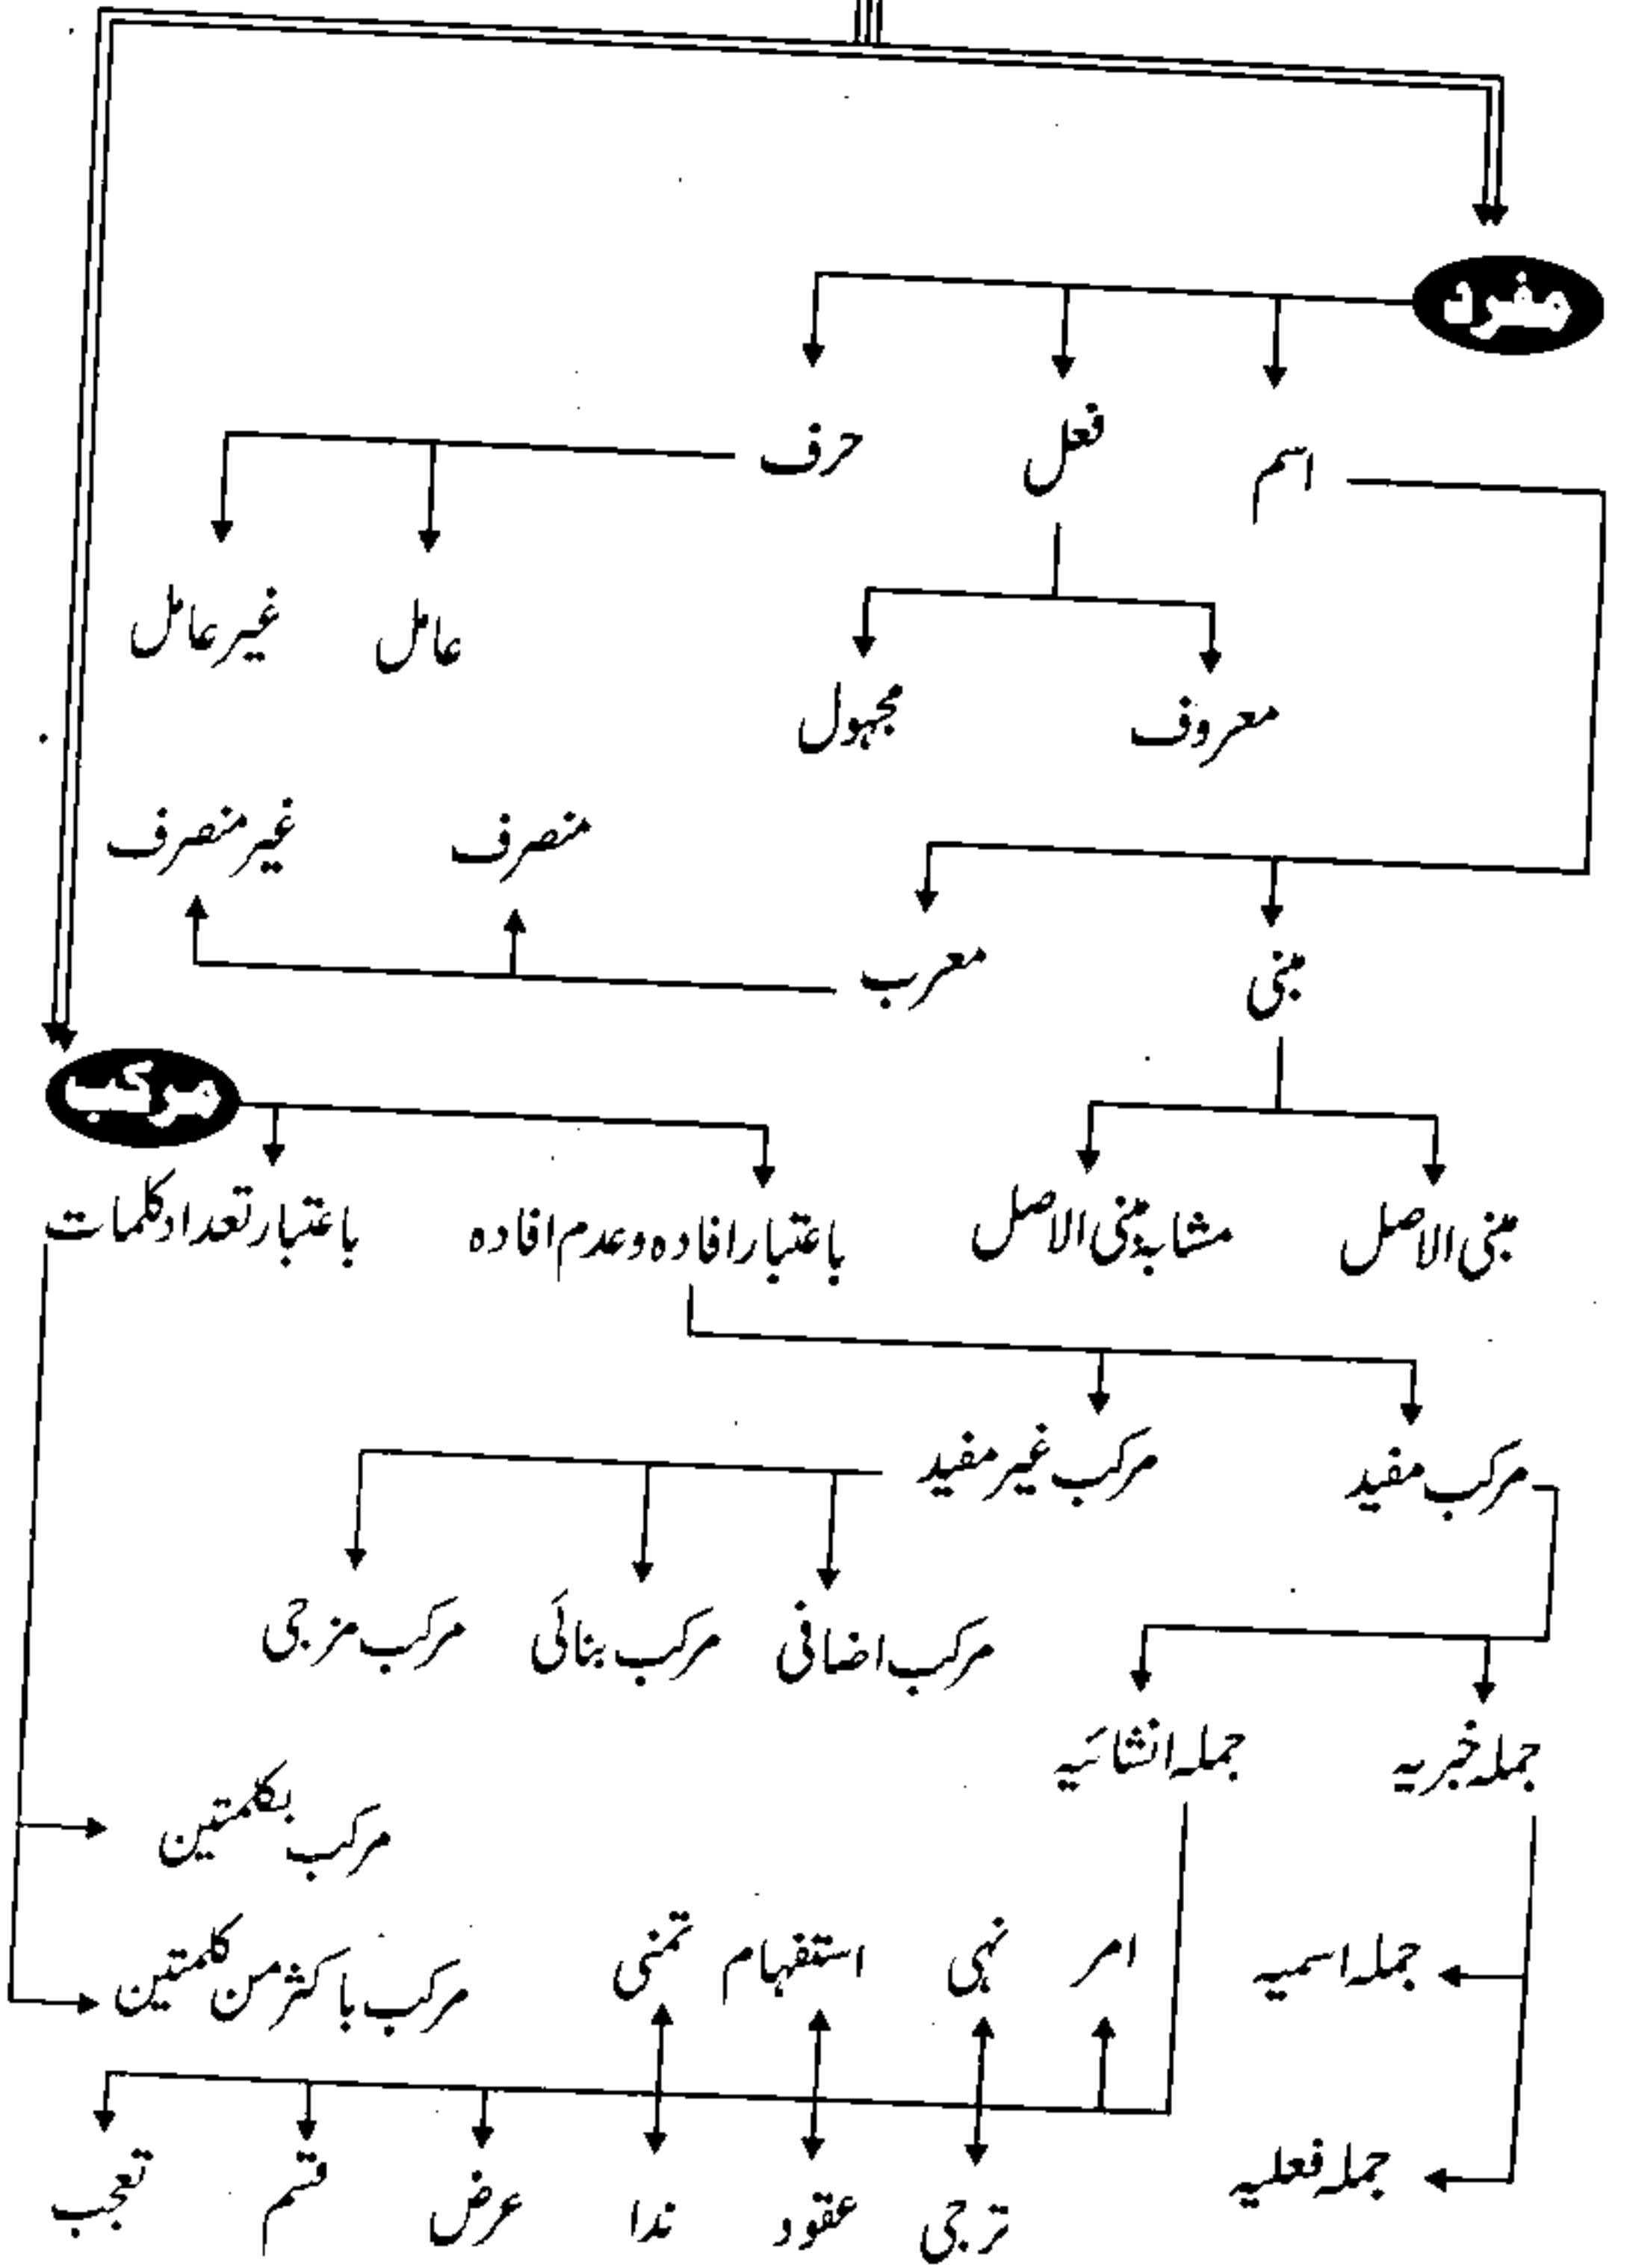 مفرد
اسم فعل حرف
عامل غیر عامل
معروف مجہول
منصرف غیر منصرف
مبنی معرب
مرکب
مبنی الاصل مشابہ مبنی الاصل باعتبار افادہ و عدم افادہ باعتبار تعداد کلمات
مرکب مفید مرکب غیر مفید
مرکب اضافی مرکب بنائی مرکب مزجی
جملہ خبریہ جملہ انشائیہ
مرکب بکلمتین
جملہ اسمیہ امر نہی استفہام تمنی مرکب باکثر من کلمتین
جملہ فعلیہ ترجی عقود ندا عرض قسم تعجب